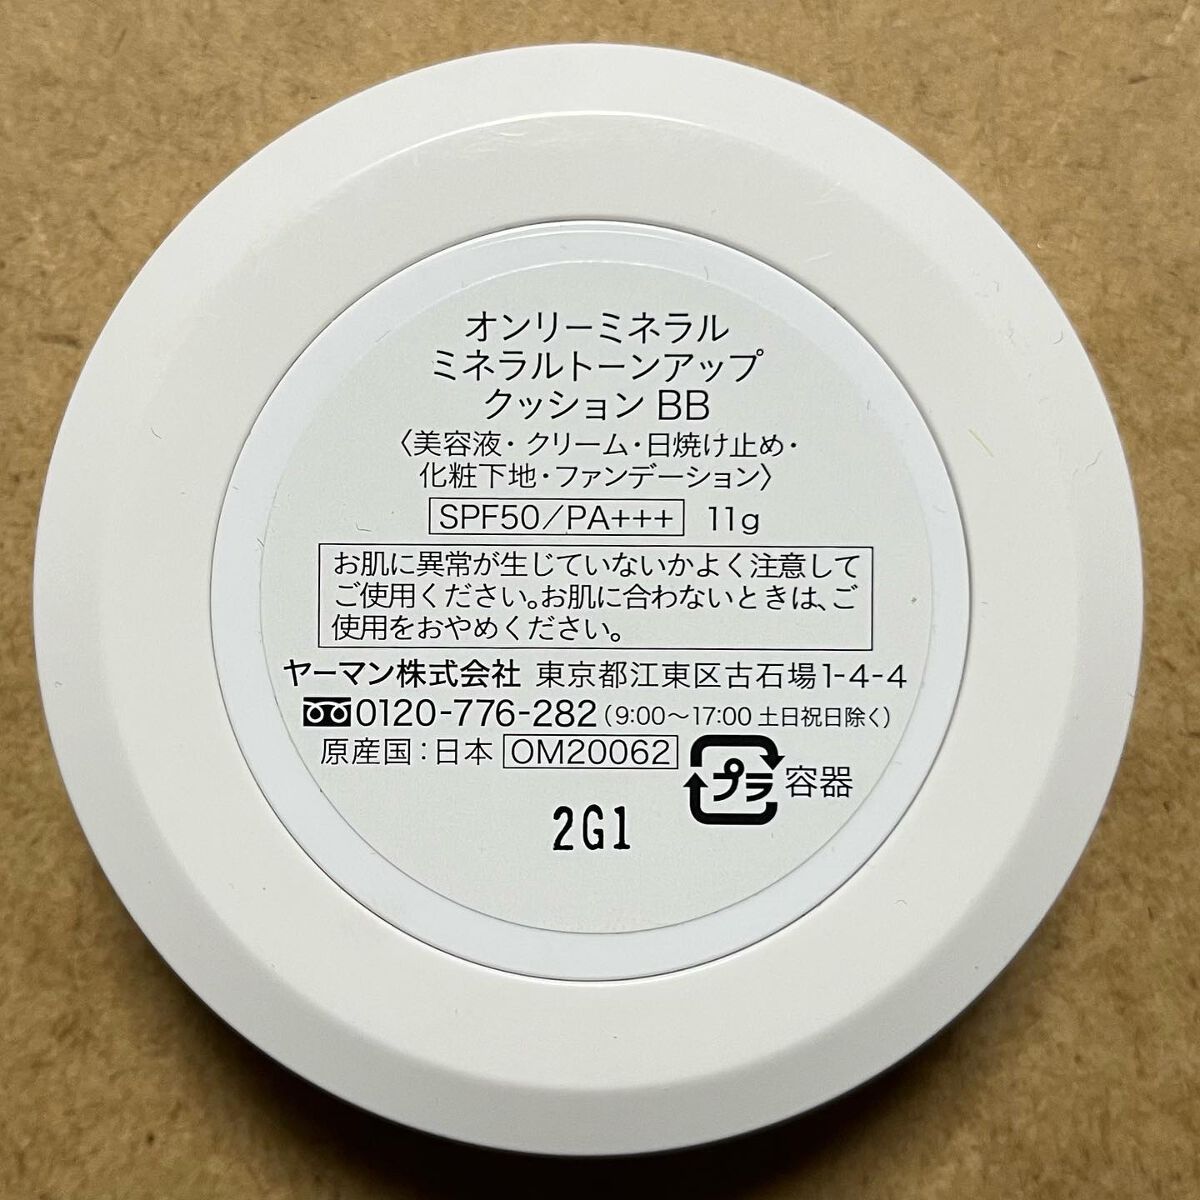 オンリーミネラル
ミネラルトーンアップ
クッション BB
〈美容液・クリーム・日焼け止め・
化粧下地・ファンデーション〉
SPF50/PA+++ 11g
お肌に異常が生じていないかよく注意して
ご使用ください。お肌に合わないときは、ご
使用をおやめください。
ヤーマン株式会社 東京都江東区古石場1-4-4
0120-776-282 (9:00〜17:00 土日祝日除く)
原産国:日本 OM20062 プラ 容器
2G1